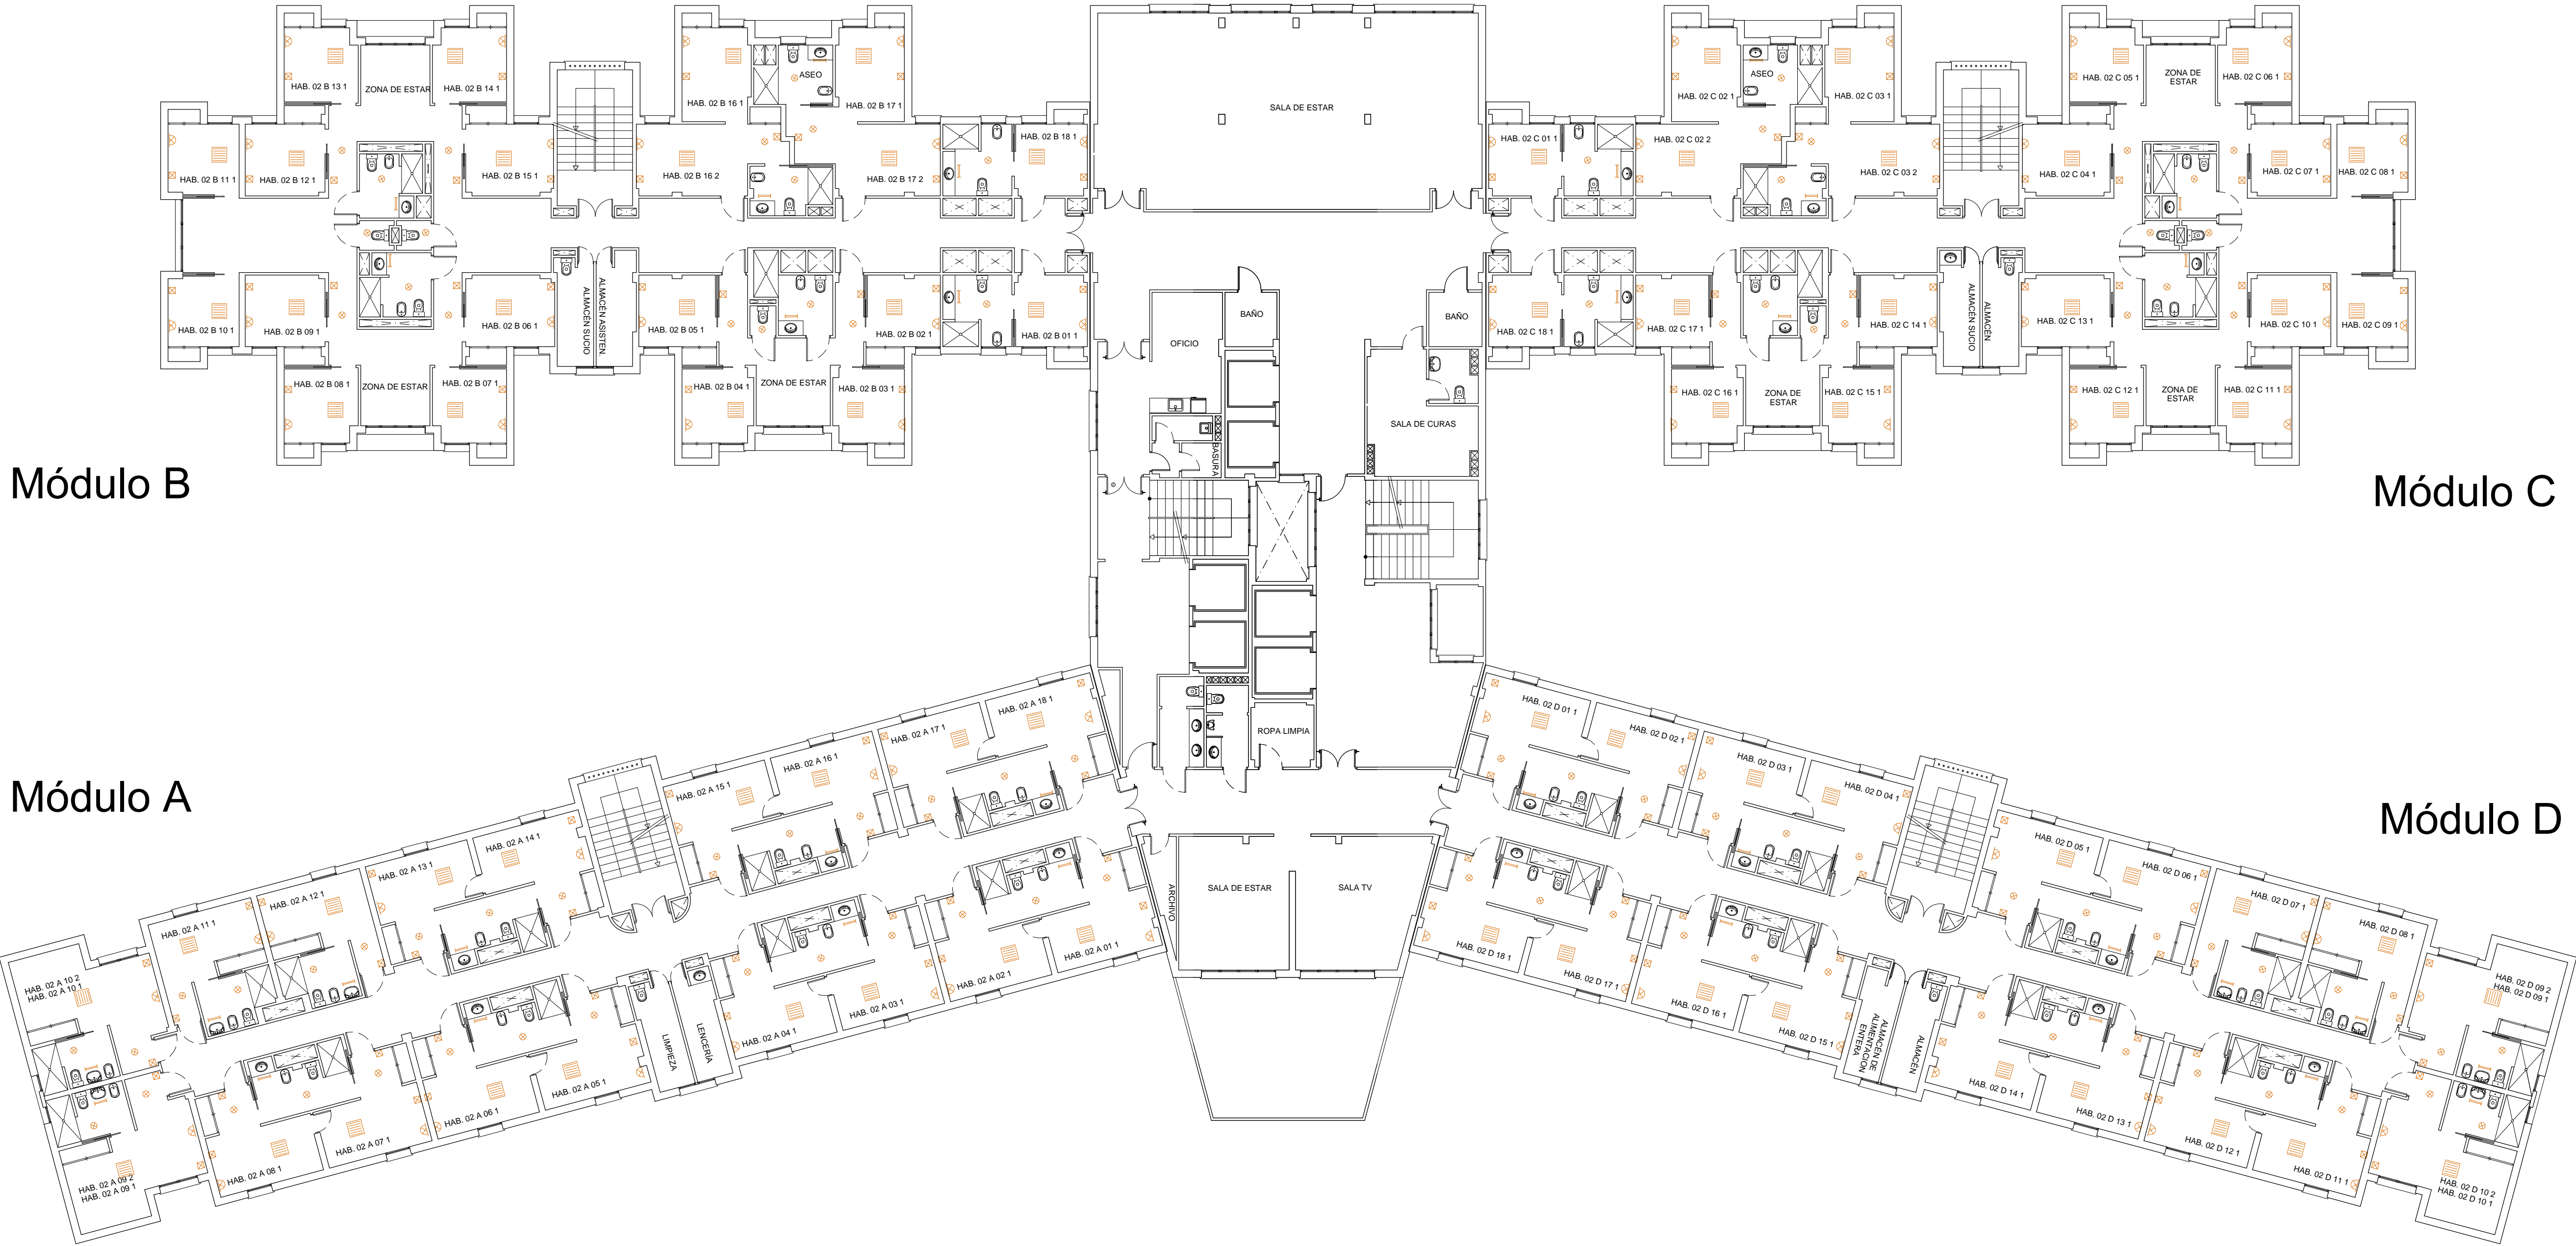 HAB. 02 B 13 1
ZONA DE ESTAR
HAB. 02 B 14 1
HAB. 02 B 16 1
ASEO
HAB. 02 B 17 1
HAB. 02 B 11 1
HAB. 02 B 12 1
HAB. 02 B 15 1
HAB. 02 B 16 2
HAB. 02 B 17 2
HAB. 02 B 18 1
HAB. 02 B 10 1
HAB. 02 B 09 1
HAB. 02 B 06 1
ALMACÉN SUCIO
ALMACEN ASISTEN.
HAB. 02 B 05 1
HAB. 02 B 02 1
HAB. 02 B 01 1
HAB. 02 B 08 1
ZONA DE ESTAR
HAB. 02 B 07 1
HAB. 02 B 04 1
ZONA DE ESTAR
HAB. 02 B 03 1
Módulo B
SALA DE ESTAR
BAÑO
OFICIO
BASURA
BAÑO
SALA DE CURAS
ROPA LIMPIA
HAB. 02 C 02 1
ASEO
HAB. 02 C 03 1
HAB. 02 C 05 1
ZONA DE
ESTAR
HAB. 02 C 06 1
HAB. 02 C 01 1
HAB. 02 C 02 2
HAB. 02 C 03 2
HAB. 02 C 04 1
HAB. 02 C 07 1
HAB. 02 C 08 1
HAB. 02 C 18 1
HAB. 02 C 17 1
HAB. 02 C 14 1
ALMACÉN SUCIO
ALMACÉN
HAB. 02 C 13 1
HAB. 02 C 10 1
HAB. 02 C 09 1
HAB. 02 C 16 1
ZONA DE
ESTAR
HAB. 02 C 15 1
HAB. 02 C 12 1
ZONA DE
ESTAR
HAB. 02 C 11 1
Módulo C
Módulo A
HAB. 02 A 18 1
HAB. 02 A 17 1
HAB. 02 A 16 1
HAB. 02 A 15 1
HAB. 02 A 14 1
HAB. 02 A 13 1
HAB. 02 A 12 1
HAB. 02 A 11 1
HAB. 02 A 10 2
HAB. 02 A 10 1
HAB. 02 A 01 1
HAB. 02 A 02 1
HAB. 02 A 03 1
HAB. 02 A 04 1
LENCERÍA
LIMPIEZA
HAB. 02 A 05 1
HAB. 02 A 06 1
HAB. 02 A 07 1
HAB. 02 A 08 1
HAB. 02 A 09 2
HAB. 02 A 09 1
ARCHIVO
SALA DE ESTAR
SALA TV
Módulo D
HAB. 02 D 01 1
HAB. 02 D 02 1
HAB. 02 D 03 1
HAB. 02 D 04 1
HAB. 02 D 05 1
HAB. 02 D 06 1
HAB. 02 D 07 1
HAB. 02 D 08 1
HAB. 02 D 09 2
HAB. 02 D 09 1
HAB. 02 D 18 1
HAB. 02 D 17 1
HAB. 02 D 16 1
HAB. 02 D 15 1
ALMACÉN DE
ALIMENTACION
ENTERA
ALMACÉN
HAB. 02 D 14 1
HAB. 02 D 13 1
HAB. 02 D 12 1
HAB. 02 D 11 1
HAB. 02 D 10 2
HAB. 02 D 10 1